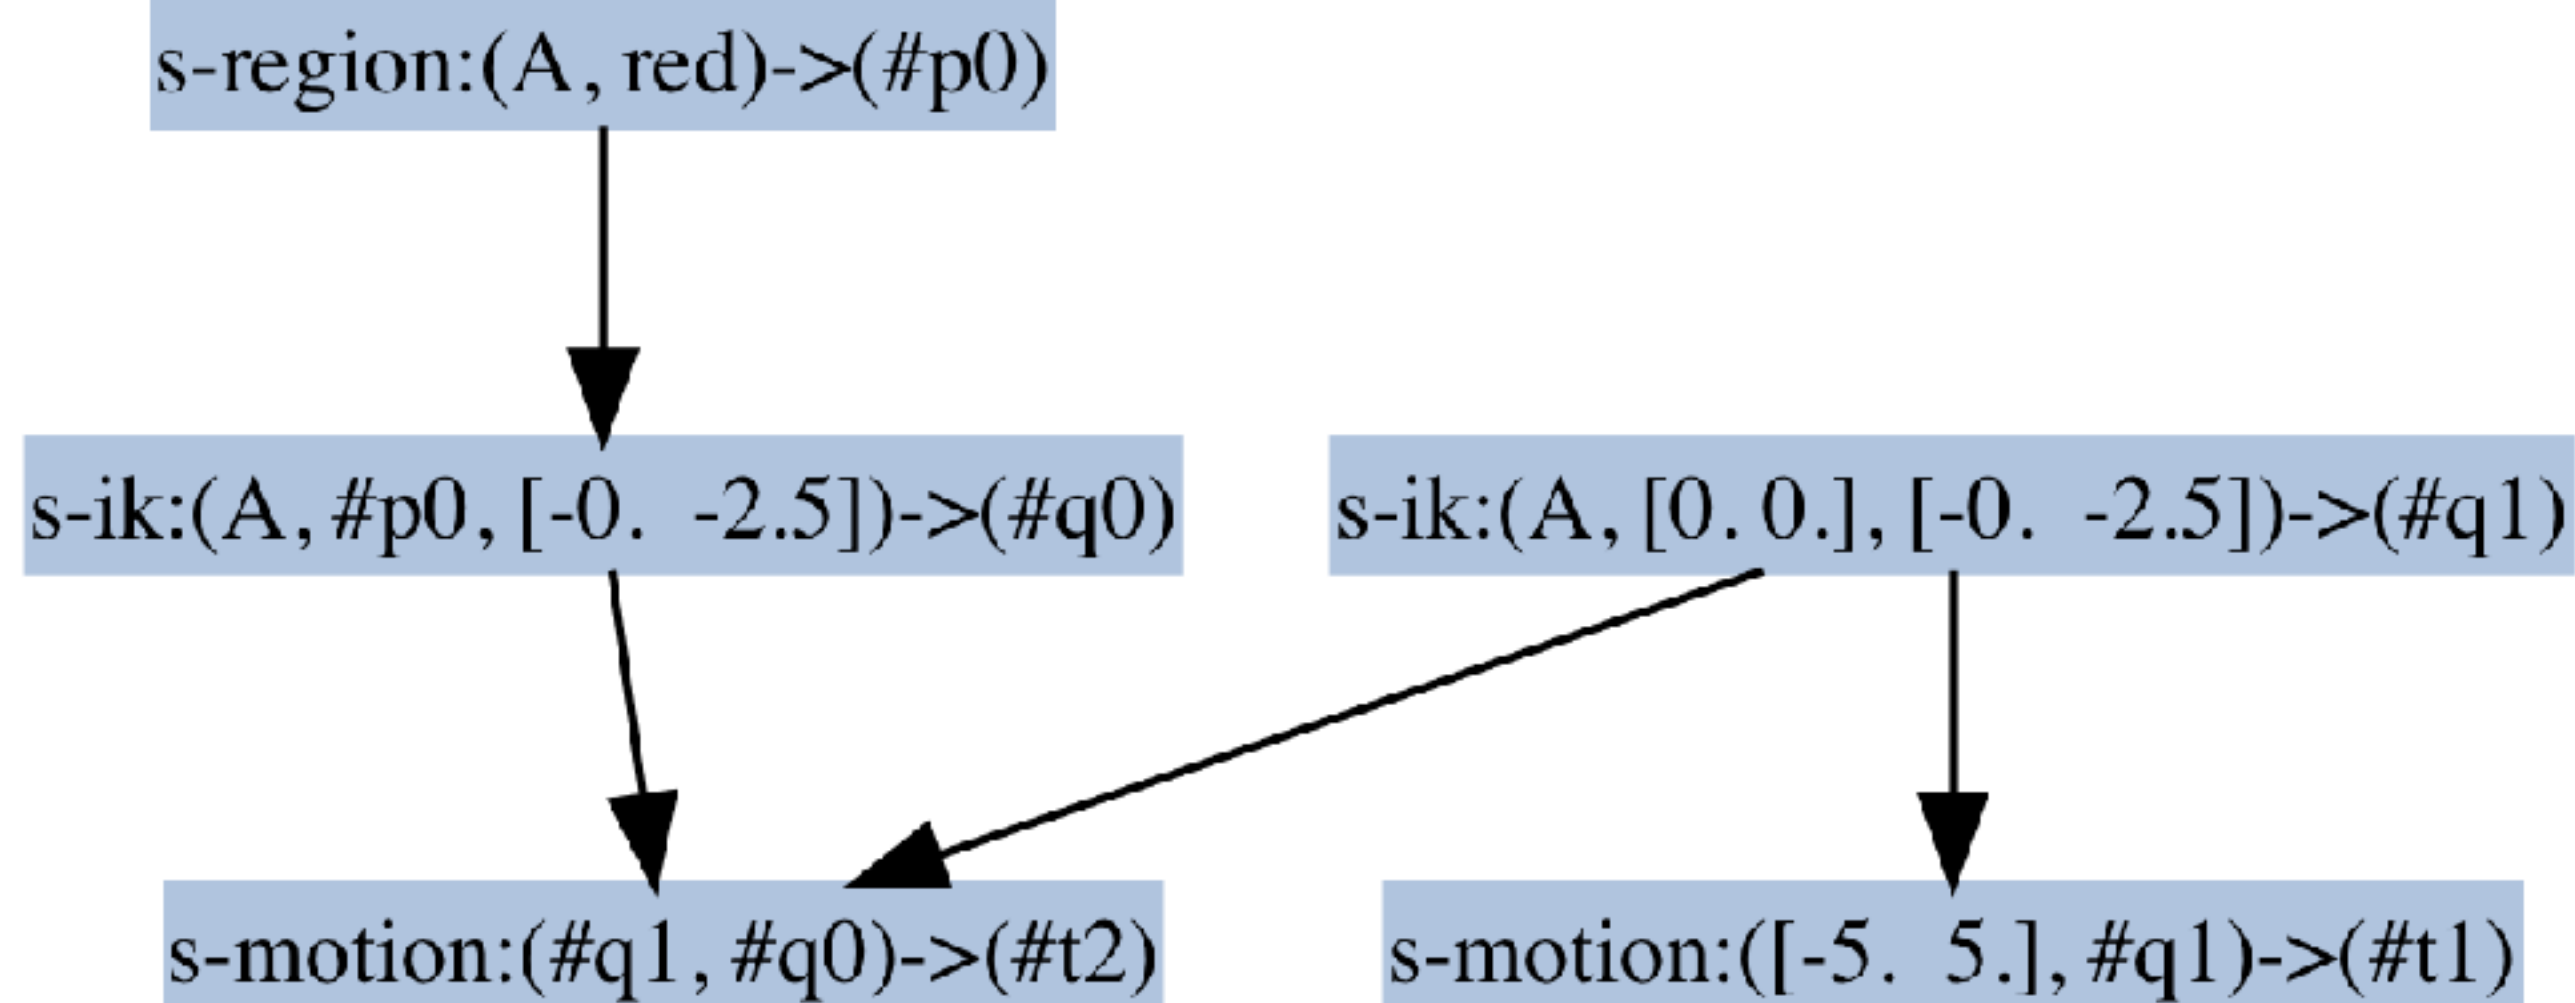 s-region:(A, red)->(#p0)
s-ik:(A, #p0, [-0.  -2.5])->(#q0)
s-ik:(A, [0. 0.], [-0.  -2.5])->(#q1)
s-motion:(#q1, #q0)->(#t2)
s-motion:([-5.  5.], #q1)->(#t1)